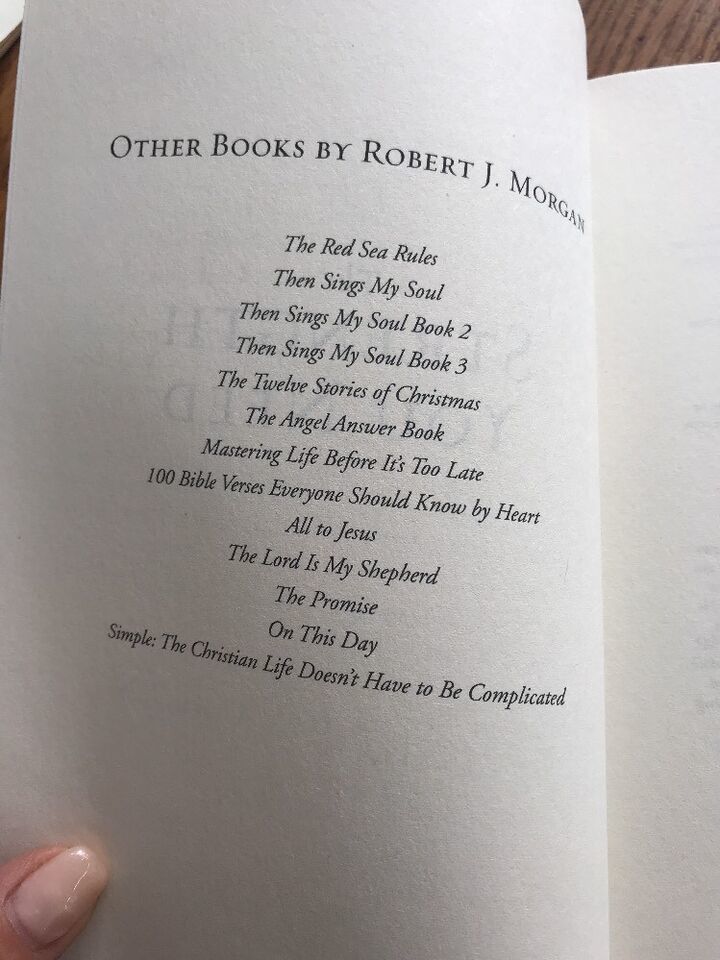 OTHER BOOKS BY ROBERT J. MORGAN
The Red Sea Rules
Then Sings My Soul
Then Sings My Soul Book 2
Then Sings My Soul Book 3
The Twelve Stories of Christmas
The Angel Answer Book
Mastering Life Before It's Too Late
100 Bible Verses Everyone Should Know by Heart
All to Jesus
The Lord Is My Shepherd
The Promise
On This Day
Simple: The Christian Life Doesn't Have to Be Complicated